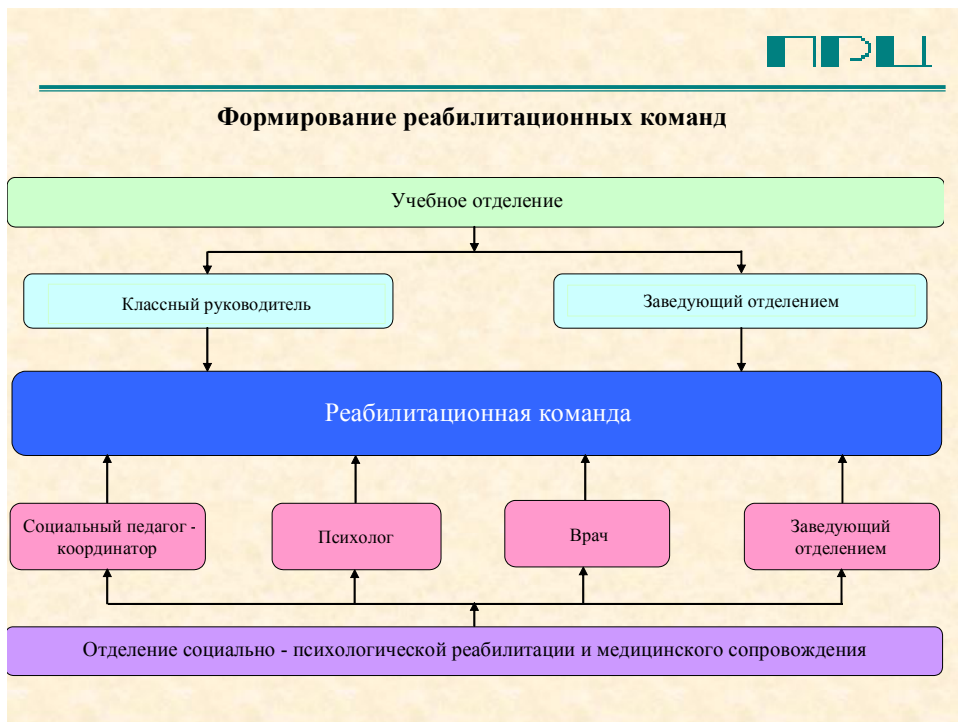 ПРЦ
Формирование реабилитационных команд
Учебное отделение
Классный руководитель
Заведующий отделением
Реабилитационная команда
Социальный педагог -
координатор
Психолог
Врач
Заведующий
отделением
Отделение социально - психологической реабилитации и медицинского сопровождения